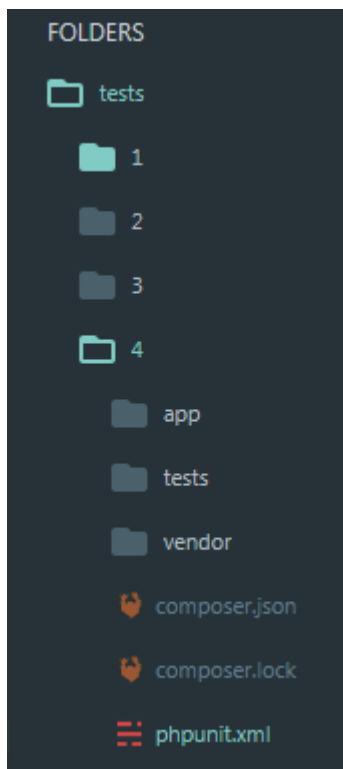 FOLDERS
tests
1
2
3
4
app
tests
vendor
composer.json
composer.lock
phpunit.xml